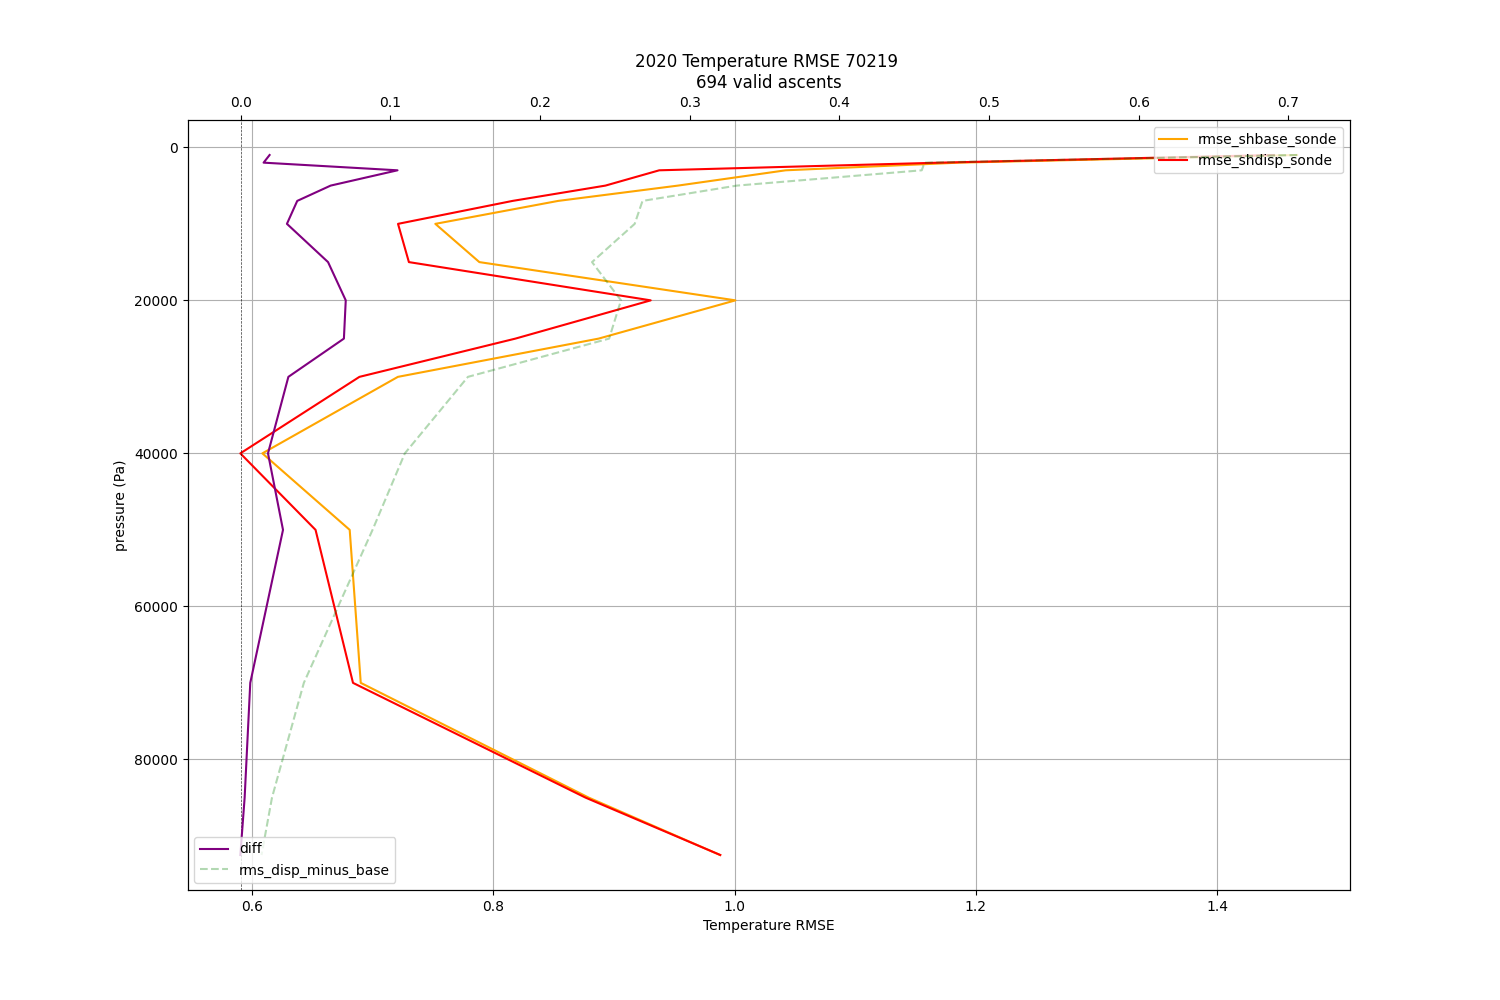 2020 Temperature RMSE 70219
694 valid ascents
0.0 0.1 0.2 0.3 0.4 0.5 0.6 0.7
rmse_shbase_sonde
rmse_shdisp_sonde
0
20000
40000
60000
80000
pressure (Pa)
diff
rms_disp_minus_base
0.6 0.8 1.0 1.2 1.4
Temperature RMSE